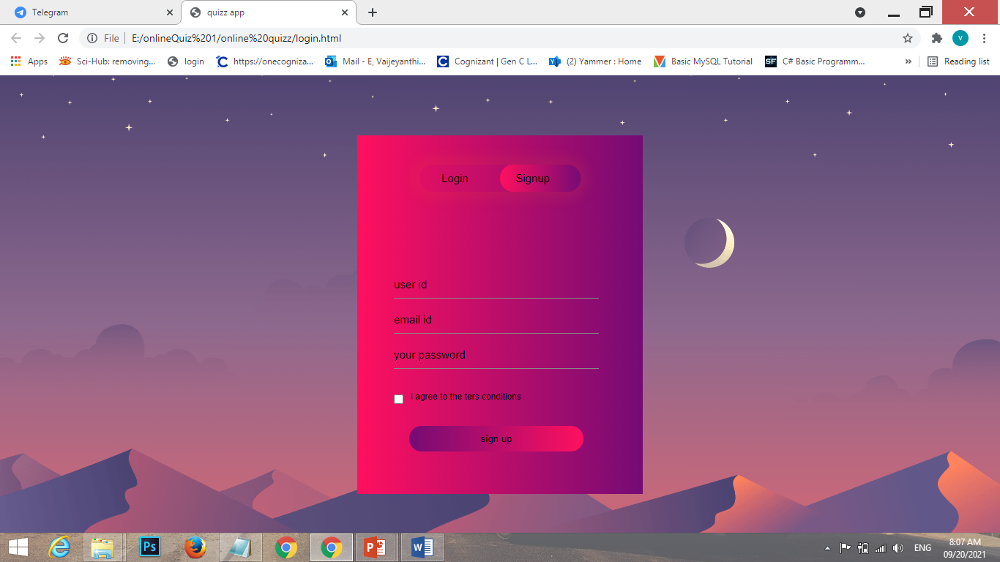 Telegram
quizz app
File
E:/onlineQuiz%201/online%20quizz/login.html
V
Apps
Sci-Hub: removing...
login
https://onecogniza...
Mail - E, Vaijeyanthi...
Cognizant | Gen C L...
(2) Yammer : Home
Basic MySQL Tutorial
SF
C# Basic Programm...
»
Reading list
Login
Signup
user id
email id
your password
i agree to the ters conditions
sign up
Ps
ENG
8:07 AM
09/20/2021